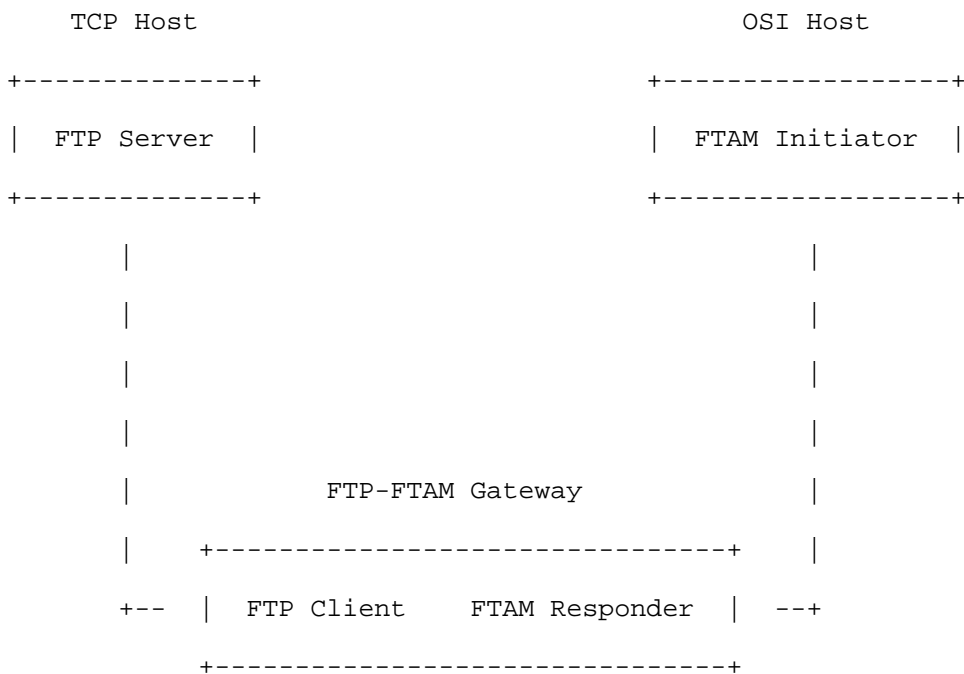 TCP Host OSI Host
+--------------+ +------------------+
| FTP Server | | FTAM Initiator |
+--------------+ +------------------+
| |
| |
| |
| |
| FTP-FTAM Gateway |
| +--------------------------------+ |
+-- | FTP Client FTAM Responder | --+
+--------------------------------+